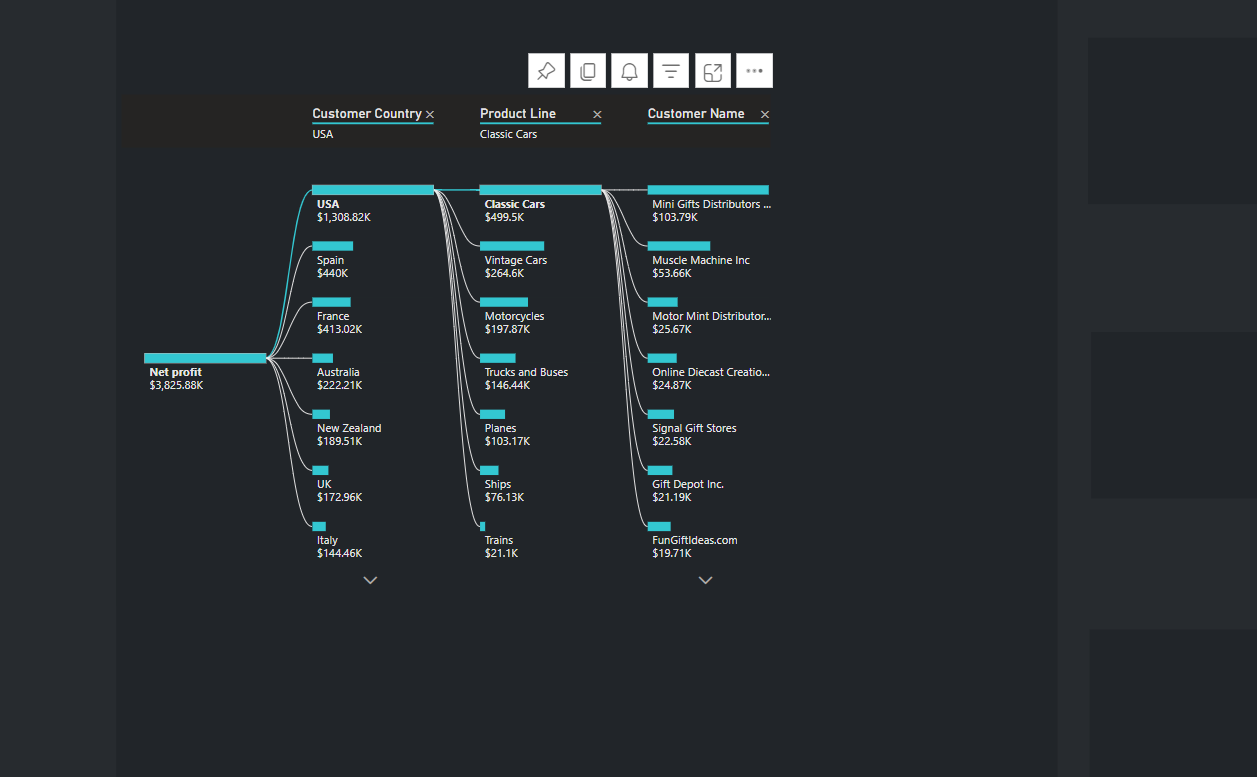 Customer Country
Product Line
Customer Name
USA
Classic Cars
USA
$1,308.82K
Classic Cars
$499.5K
Mini Gifts Distributors ...
$103.79K
Spain
$440K
Vintage Cars
$264.6K
Muscle Machine Inc
$53.66K
France
$413.02K
Motorcycles
$197.87K
Motor Mint Distributor...
$25.67K
Net profit
$3,825.88K
Australia
$222.21K
Trucks and Buses
$146.44K
Online Diecast Creatio...
$24.87K
New Zealand
$189.51K
Planes
$103.17K
Signal Gift Stores
$22.58K
UK
$172.96K
Ships
$76.13K
Gift Depot Inc.
$21.19K
Italy
$144.46K
Trains
$21.1K
FunGiftIdeas.com
$19.71K